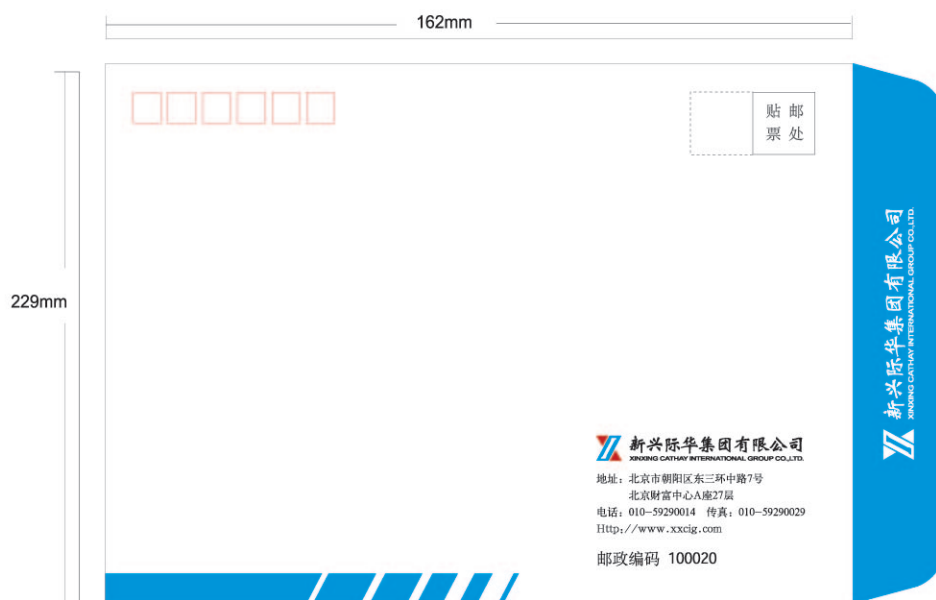 162mm
贴 邮
票 处
229mm
新兴际华集团有限公司
XINXING CATHAY INTERNATIONAL GROUP CO.,LTD.
新兴际华集团有限公司
XINXING CATHAY INTERNATIONAL GROUP CO.,LTD.
地址：北京市朝阳区东三环中路7号
北京财富中心A座27层
电话：010-59290014 传真：010-59290029
Http://www.xxcig.com
邮政编码 100020